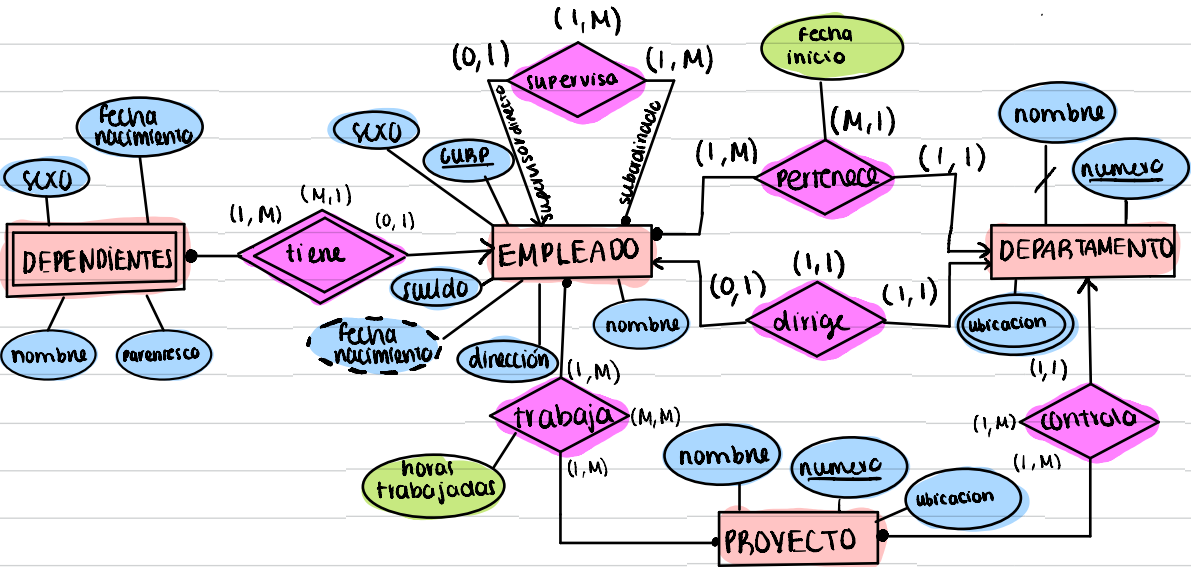 (1,M)
(0,1)
supervisa
(1,M)
supervisor directo
subordinado
fecha
inicio
(M,1)
(1,M)
pertenece
(1,1)
nombre
numero
DEPARTAMENTO
ubicacion
fecha
nacimiento
sexo
(1,M)
(M,1)
(0,1)
DEPENDIENTES
tiene
nombre
parentesco
sexo
CURP
EMPLEADO
sueldo
fecha
nacimiento
dirección
nombre
(0,1)
(1,1)
(1,1)
dirige
(1,M)
trabaja
(M,M)
(1,M)
horas
trabajadas
(1,1)
(1,M)
controla
(1,M)
nombre
numero
ubicacion
PROYECTO